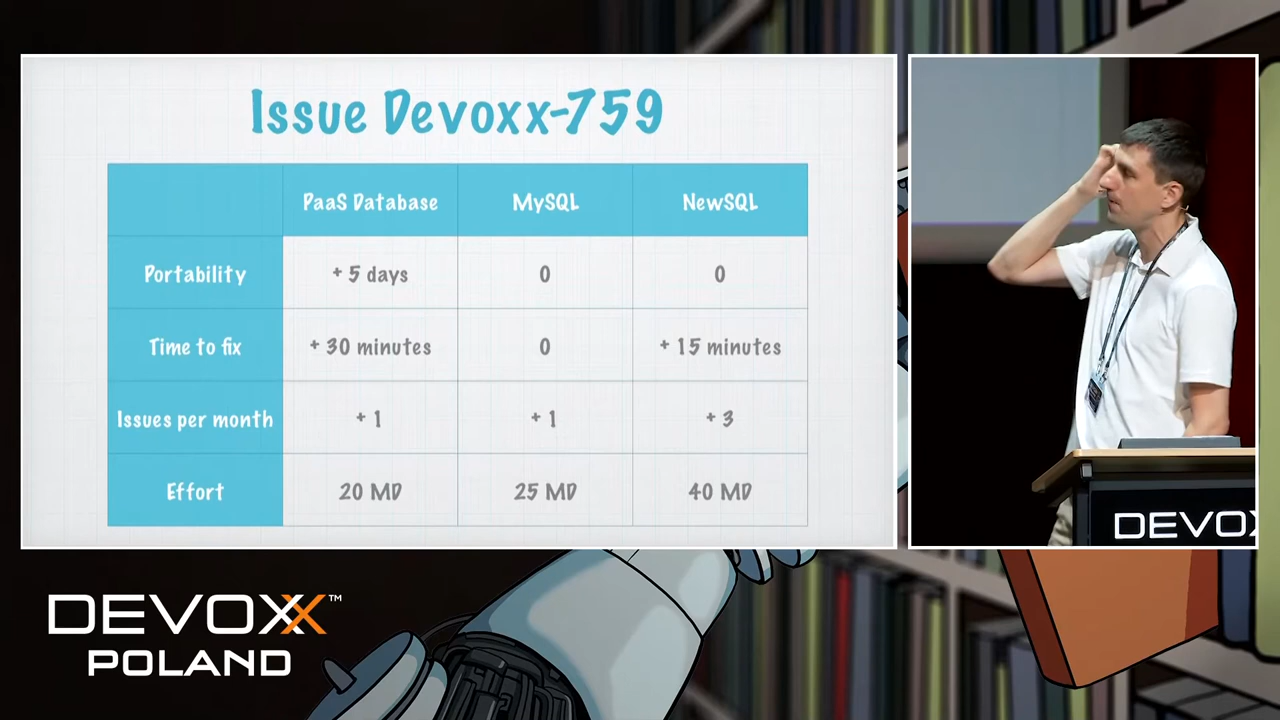 Issue Devoxx-759
PaaS Database MySQL NewSQL
Portability + 5 days 0 0
Time to fix + 30 minutes 0 + 15 minutes
Issues per month + 1 + 1 + 3
Effort 20 MD 25 MD 40 MD
DEVOX
DEVOXX™
POLAND